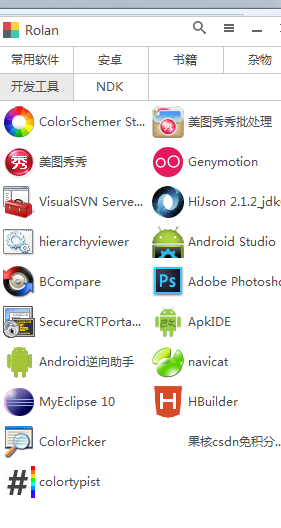 Rolan
常用软件 安卓 书籍 杂物
开发工具 NDK
ColorSchemer St... 美图秀秀批处理
美图秀秀 Genymotion
VisualSVN Serve... HiJson 2.1.2_jdk
hierarchyviewer Android Studio
BCompare Adobe Photosh
SecureCRTPorta... ApkIDE
Android逆向助手 navicat
MyEclipse 10 HBuilder
ColorPicker 果核csdn免积分...
colortypist